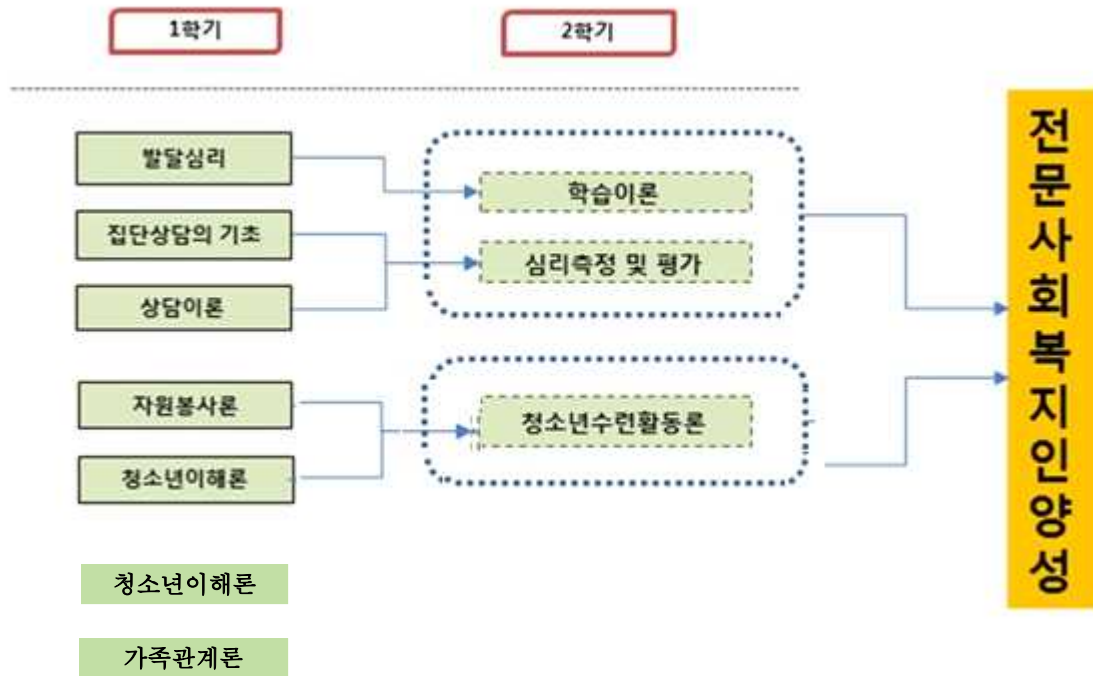 1학기
2학기
발달심리
학습이론
집단상담의 기초
심리측정 및 평가
상담이론
자원봉사론
청소년수련활동론
청소년이해론
청소년이해론
가족관계론
전문사회복지인양성